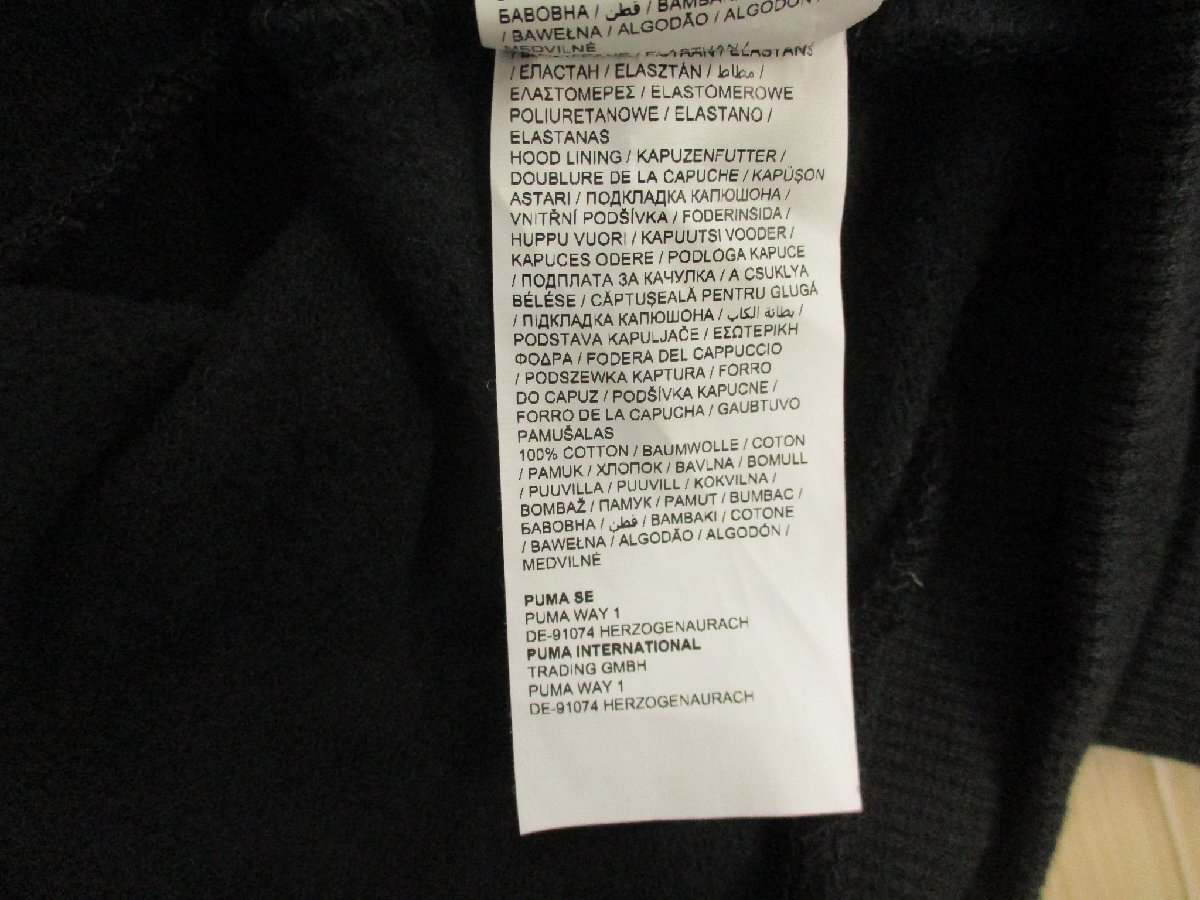 БАВОВНА / قطن / BAMBAKI
/ BAWEŁNA / ALGODÃO / ALGODÓN /
MEDVILNĖ
/ ЕЛАСТАН / ELASZTÁN / مطاط /
ΕΛΑΣΤΟΜΕΡΕΣ / ELASTOMEROWE
POLIURETANOWE / ELASTANO /
ELASTANAS
HOOD LINING / KAPUZENFUTTER /
DOUBLURE DE LA CAPUCHE / KAPÜŞON
ASTARI / ПОДКЛАДКА КАПЮШОНА /
VNITŘNÍ PODŠÍVKA / FODERINSIDA /
HUPPU VUORI / KAPUUTSI VOODER /
KAPUCES ODERE / PODLOGA KAPUCE
/ ПОДПЛАТА ЗА КАЧУЛКА / A CSUKLYA
BÉLÉSE / CĂPTUŞEALĂ PENTRU GLUGĂ
/ ПІДКЛАДКА КАПЮШОНА / بطانة الكاب /
PODSTAVA KAPULJAČE / ΕΣΩΤΕΡΙΚΗ
ΦΟΔΡΑ / FODERA DEL CAPPUCCIO
/ PODSZEWKA KAPTURA / FORRO
DO CAPUZ / PODŠÍVKA KAPUCNE /
FORRO DE LA CAPUCHA / GAUBTUVO
PAMUŠALAS
100% COTTON / BAUMWOLLE / COTON
/ PAMUK / ХЛОПОК / BAVLNA / BOMULL
/ PUUVILLA / PUUVILL / KOKVILNA /
BOMBAŽ / ПАМУК / PAMUT / BUMBAC /
БАВОВНА / قطن / BAMBAKI / COTONE
/ BAWEŁNA / ALGODÃO / ALGODÓN /
MEDVILNĖ
PUMA SE
PUMA WAY 1
DE-91074 HERZOGENAURACH
PUMA INTERNATIONAL
TRADING GMBH
PUMA WAY 1
DE-91074 HERZOGENAURACH